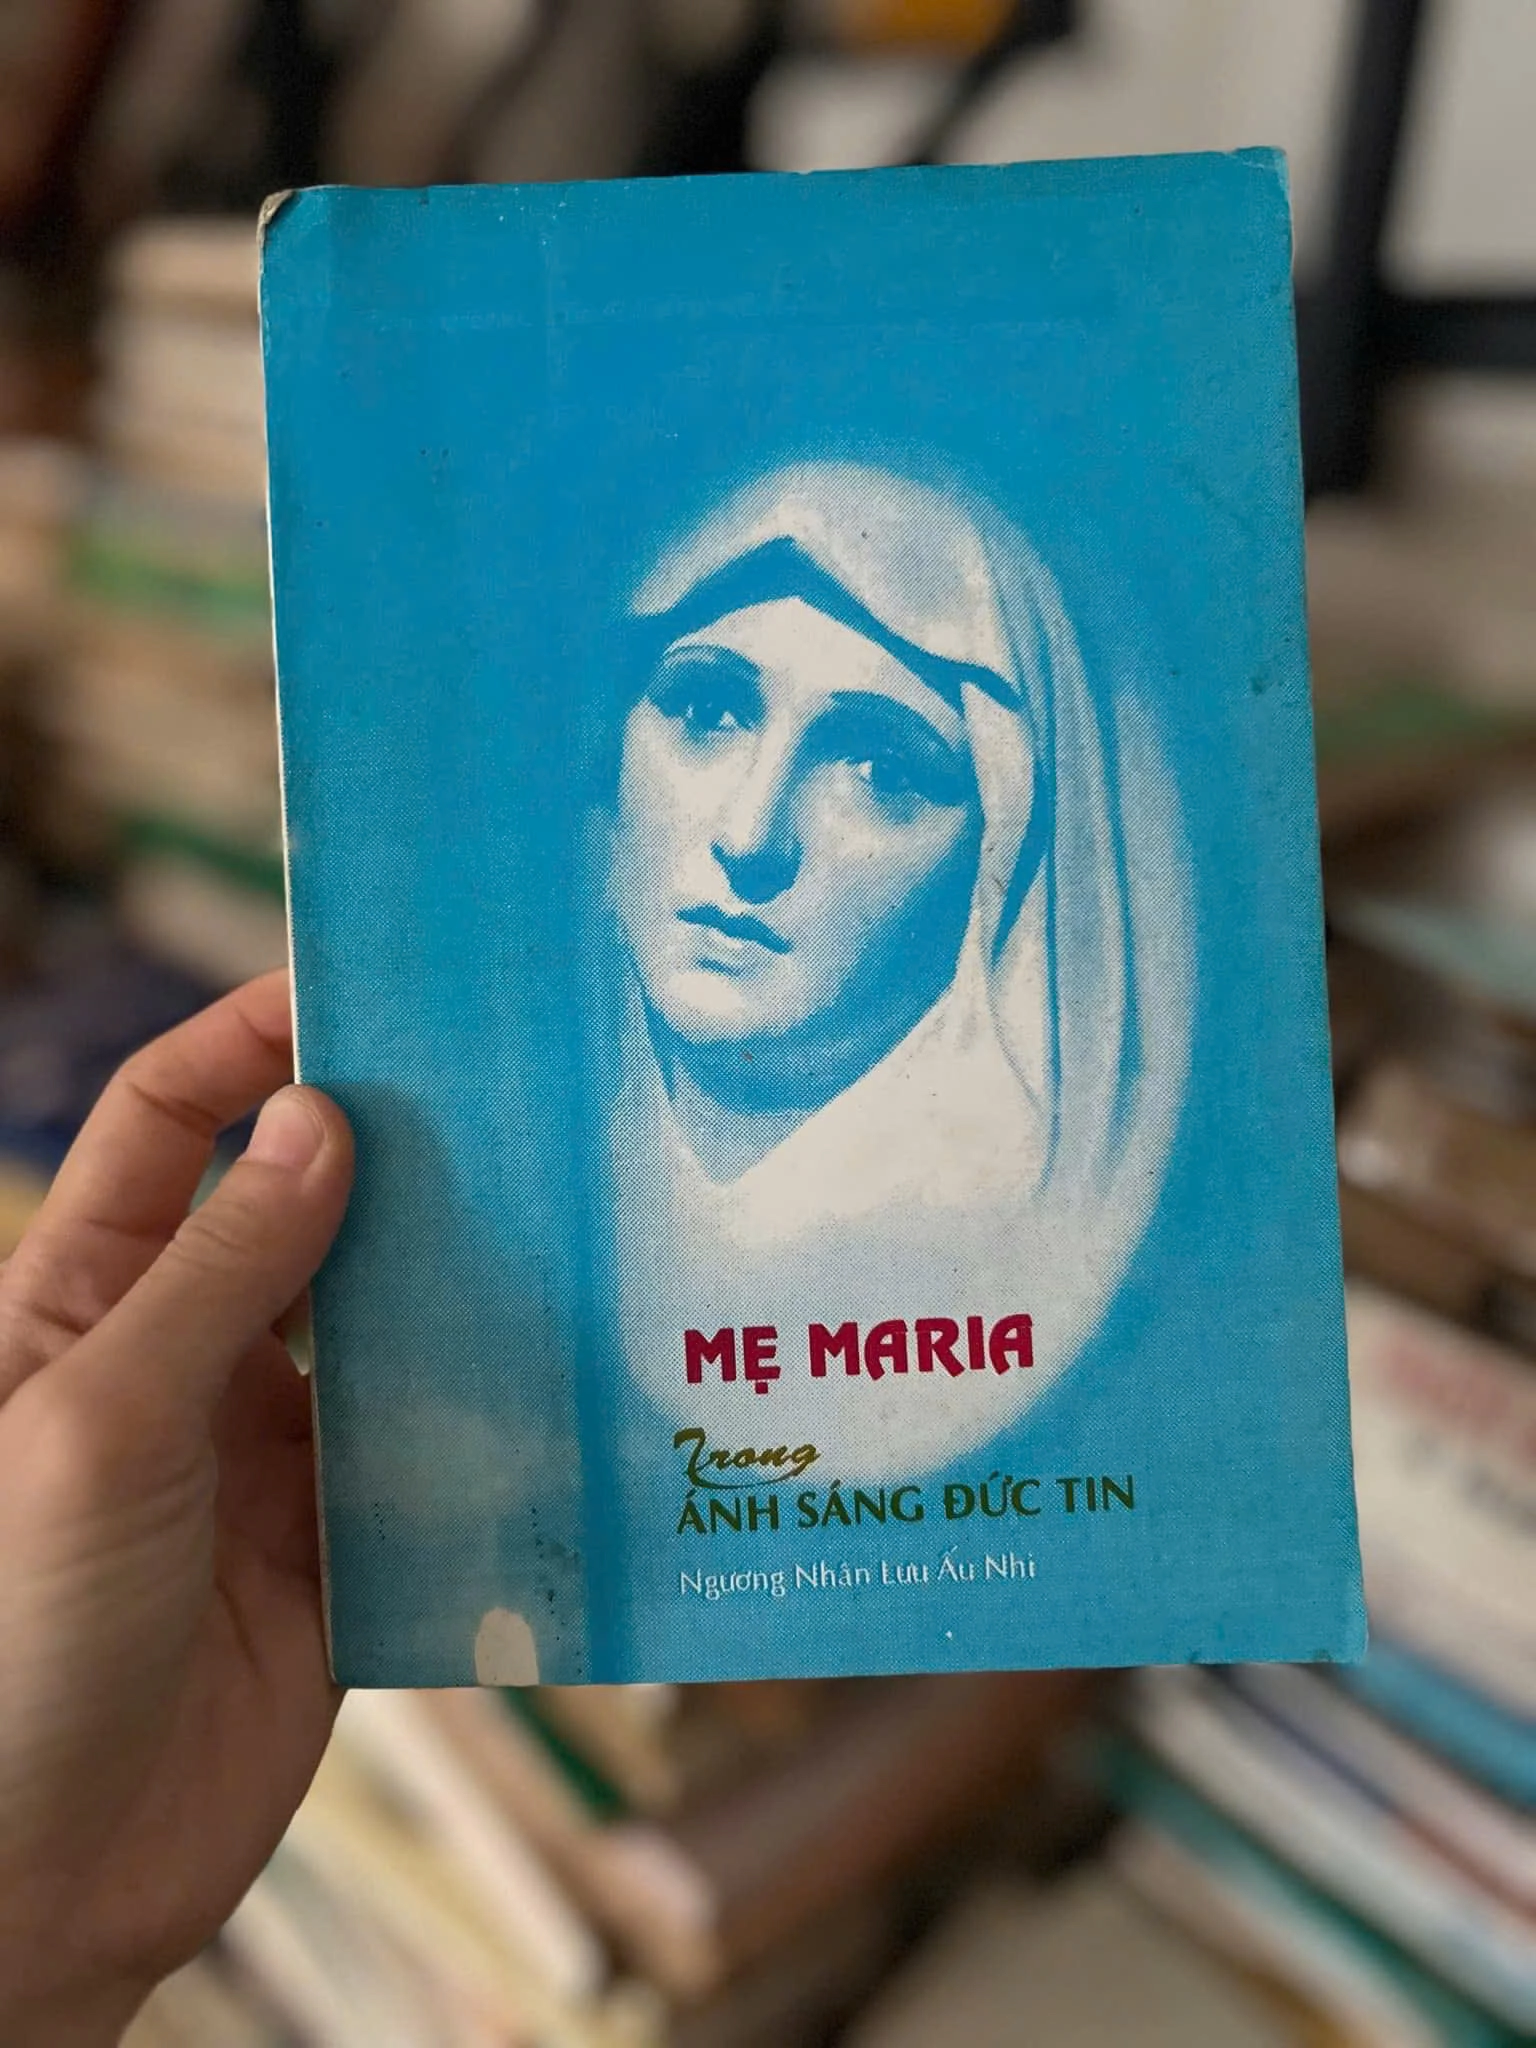 MẸ MARIA
Trong
ÁNH SÁNG ĐỨC TIN
Ngương Nhân Lưu Ấu Nhi